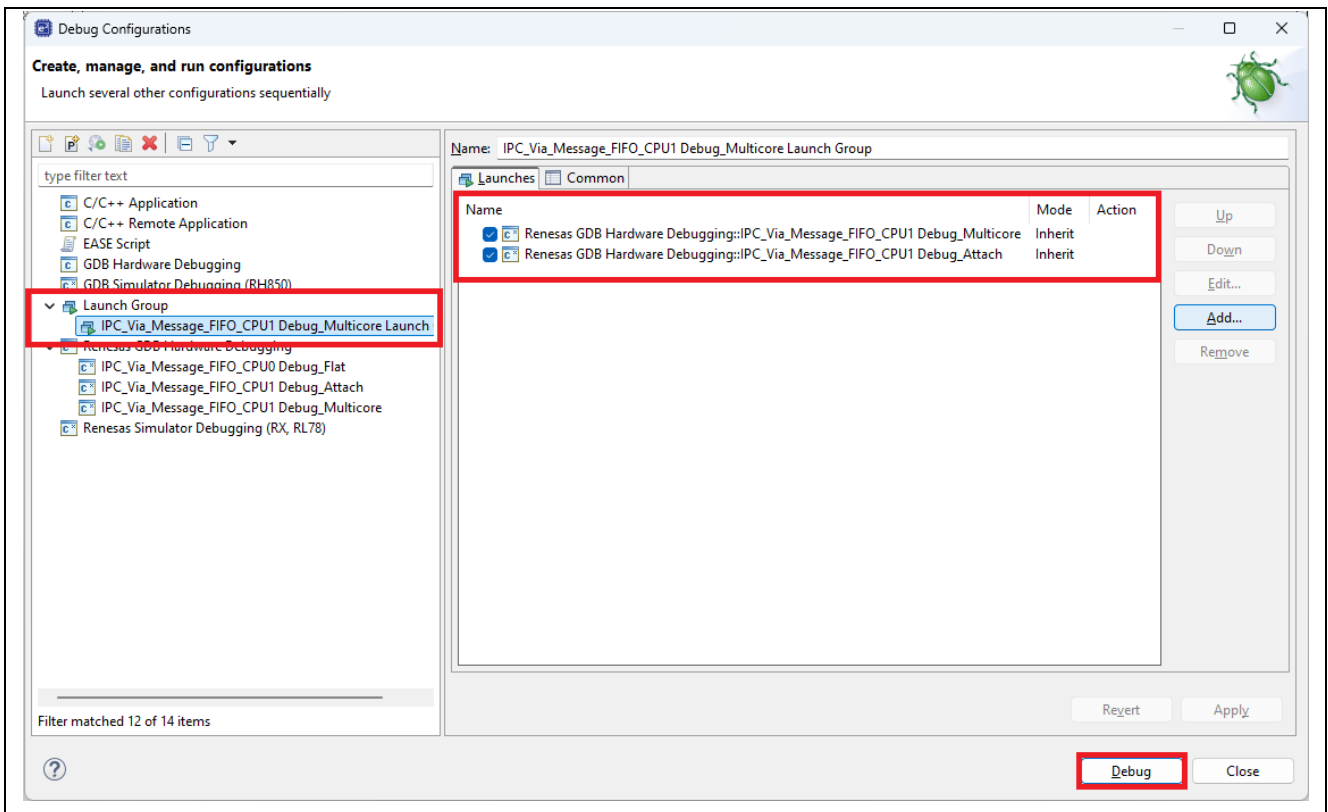 Debug Configurations
Create, manage, and run configurations
Launch several other configurations sequentially
type filter text
C/C++ Application
C/C++ Remote Application
EASE Script
GDB Hardware Debugging
GDB Simulator Debugging (RH850)
Launch Group
IPC_Via_Message_FIFO_CPU1 Debug_Multicore Launch
Renesas GDB Hardware Debugging
IPC_Via_Message_FIFO_CPU0 Debug_Flat
IPC_Via_Message_FIFO_CPU1 Debug_Attach
IPC_Via_Message_FIFO_CPU1 Debug_Multicore
Renesas Simulator Debugging (RX, RL78)
Filter matched 12 of 14 items
Name: IPC_Via_Message_FIFO_CPU1 Debug_Multicore Launch Group
Launches Common
Name Mode Action
Renesas GDB Hardware Debugging::IPC_Via_Message_FIFO_CPU1 Debug_Multicore Inherit
Renesas GDB Hardware Debugging::IPC_Via_Message_FIFO_CPU1 Debug_Attach Inherit
Up
Down
Edit...
Add...
Remove
Revert Apply
Debug Close